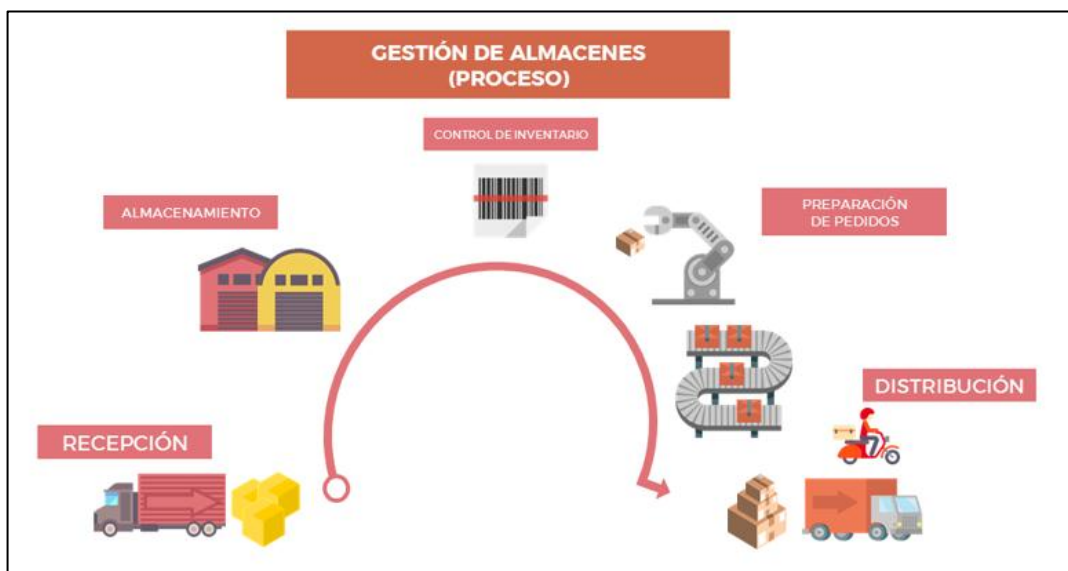 GESTIÓN DE ALMACENES
(PROCESO)
CONTROL DE INVENTARIO
ALMACENAMIENTO
PREPARACIÓN
DE PEDIDOS
DISTRIBUCIÓN
RECEPCIÓN